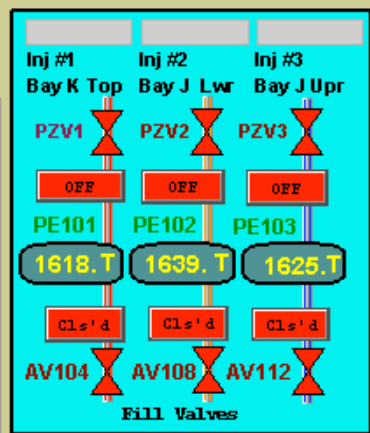 Inj #1 Inj #2 Inj #3
Bay K Top Bay J Lwr Bay J Upr
PZV1 PZV2 PZV3
OFF OFF OFF
PE101 PE102 PE103
1618.T 1639.T 1625.T
Cls'd Cls'd Cls'd
AV104 AV108 AV112
Fill Valves